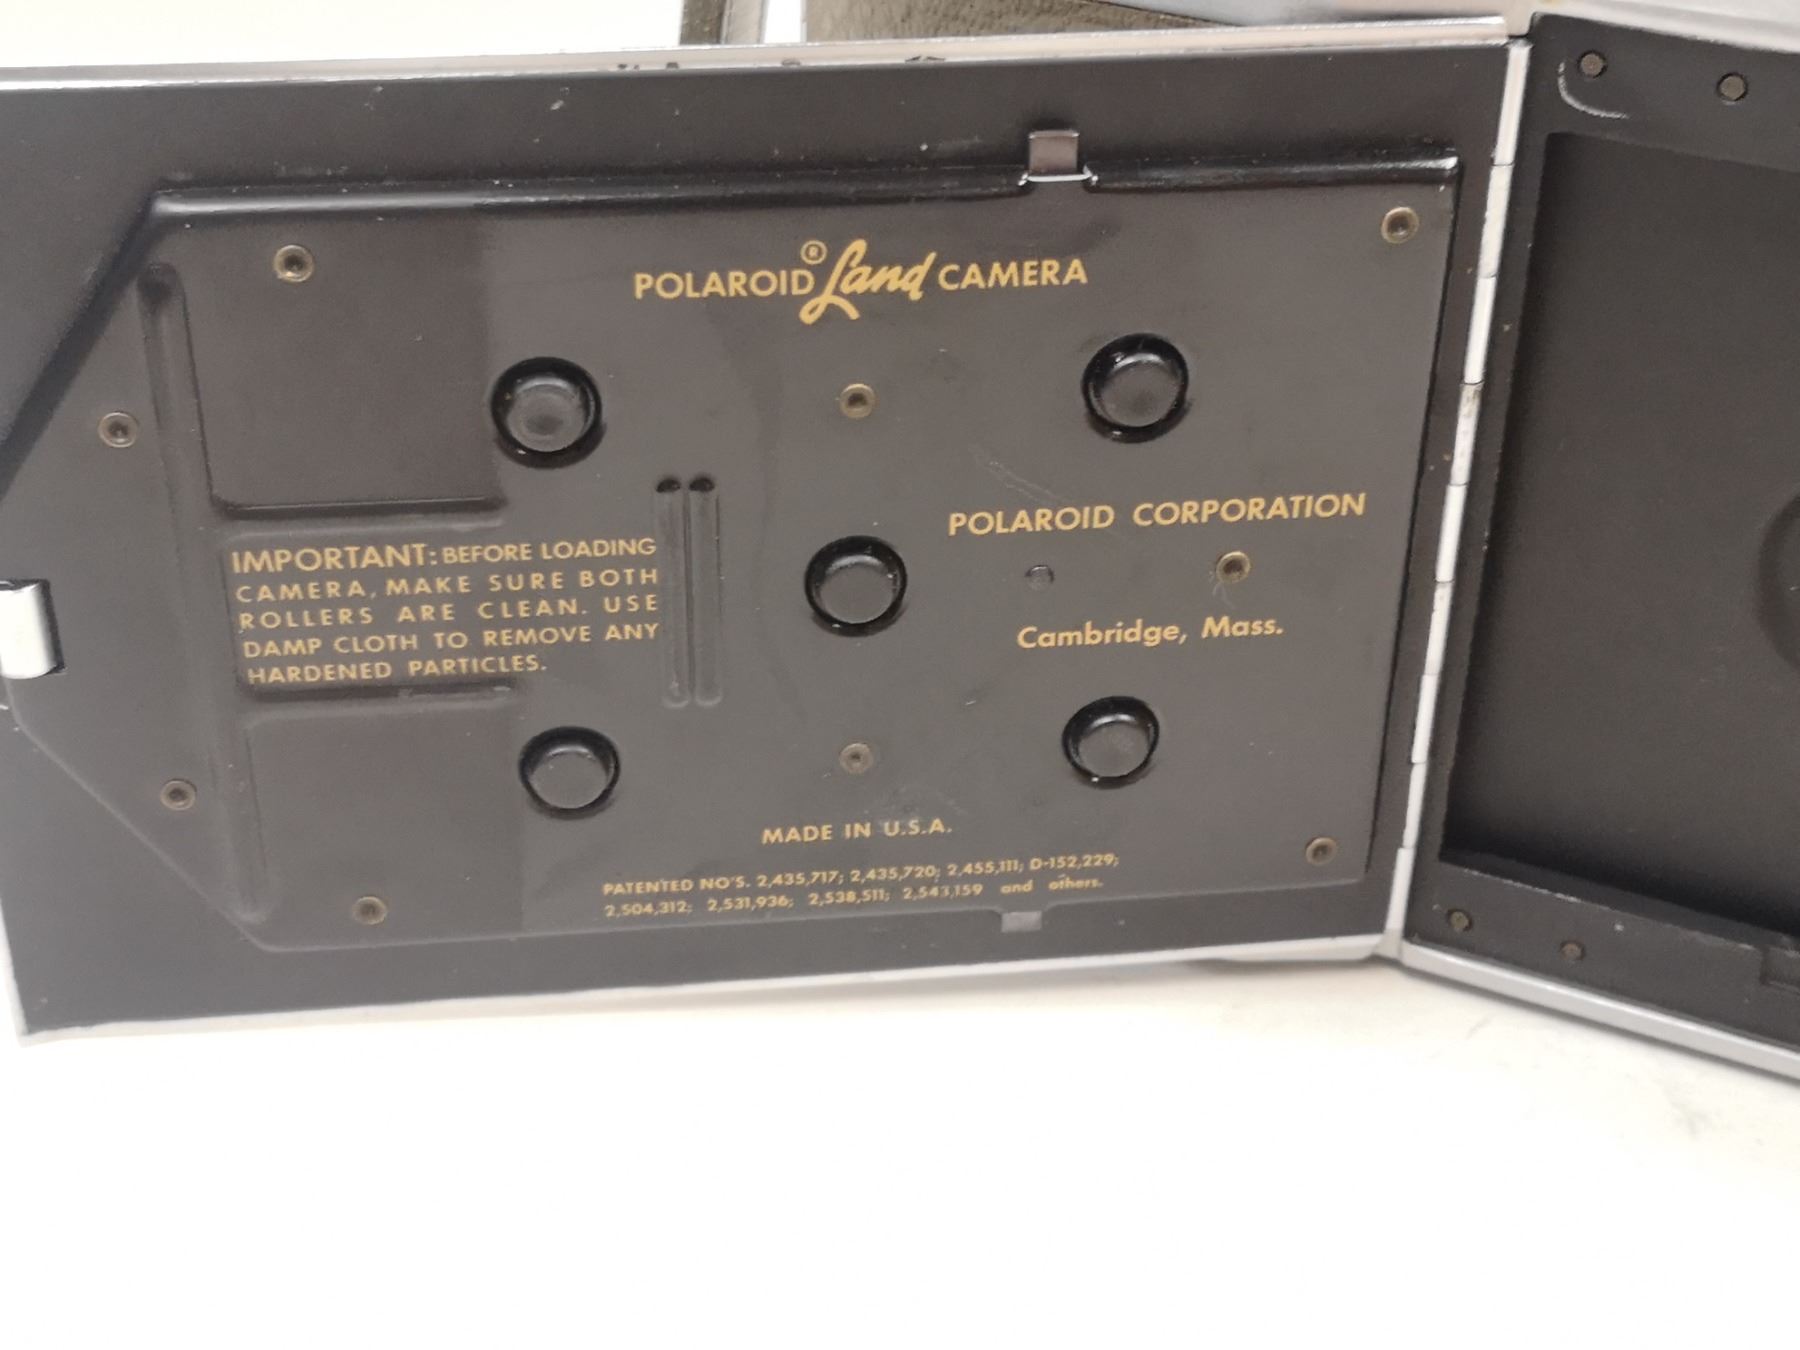 POLAROID® Land CAMERA
POLAROID CORPORATION
Cambridge, Mass.
IMPORTANT: BEFORE LOADING
CAMERA, MAKE SURE BOTH
ROLLERS ARE CLEAN. USE
DAMP CLOTH TO REMOVE ANY
HARDENED PARTICLES.
MADE IN U.S.A.
PATENTED NO'S. 2,435,717; 2,435,720; 2,455,111; D-152,229;
2,504,312; 2,531,936; 2,538,511; 2,543,159 and others.